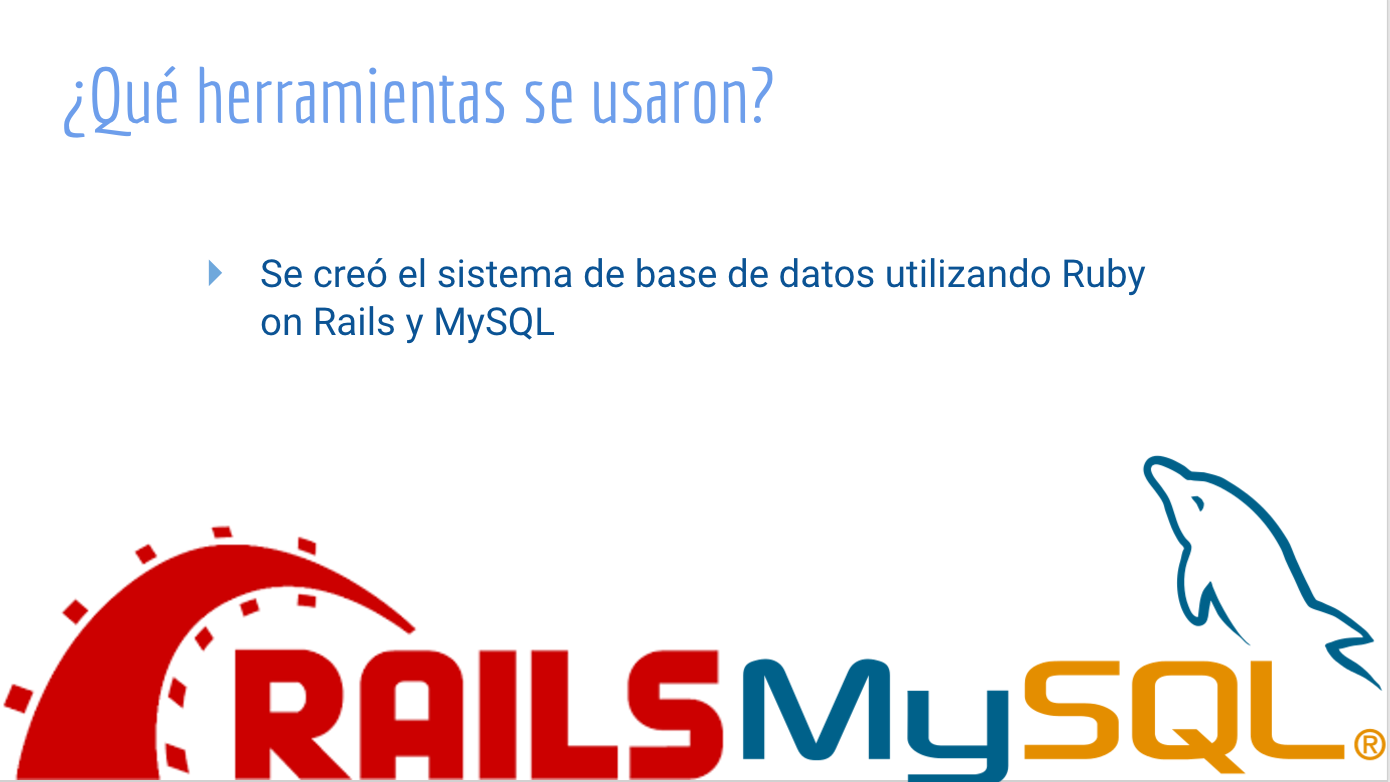 ¿Qué herramientas se usaron?
Se creó el sistema de base de datos utilizando Ruby
on Rails y MySQL
RAILS
MySQL®